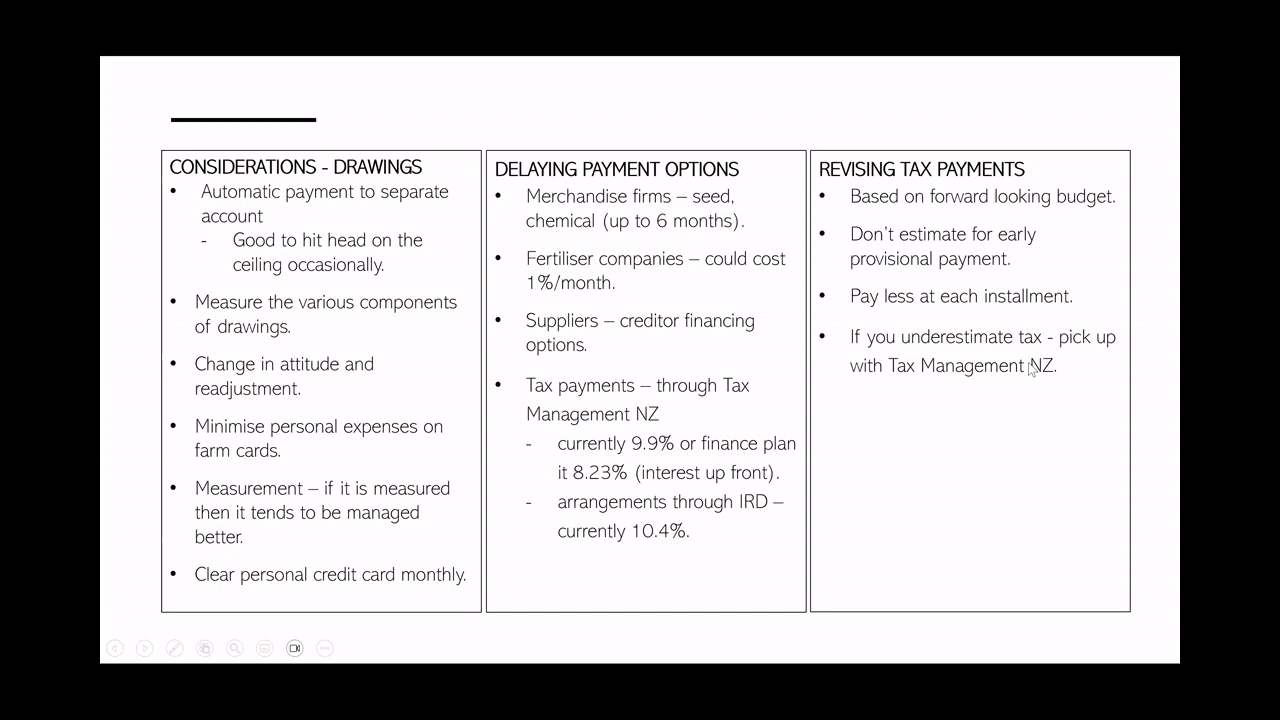 CONSIDERATIONS - DRAWINGS
• Automatic payment to separate
account
- Good to hit head on the
ceiling occasionally.
• Measure the various components
of drawings.
• Change in attitude and
readjustment.
• Minimise personal expenses on
farm cards.
• Measurement – if it is measured
then it tends to be managed
better.
• Clear personal credit card monthly.
DELAYING PAYMENT OPTIONS
• Merchandise firms – seed,
chemical (up to 6 months).
• Fertiliser companies – could cost
1%/month.
• Suppliers – creditor financing
options.
• Tax payments – through Tax
Management NZ
- currently 9.9% or finance plan
it 8.23% (interest up front).
- arrangements through IRD –
currently 10.4%.
REVISING TAX PAYMENTS
• Based on forward looking budget.
• Don't estimate for early
provisional payment.
• Pay less at each installment.
• If you underestimate tax - pick up
with Tax Management NZ.